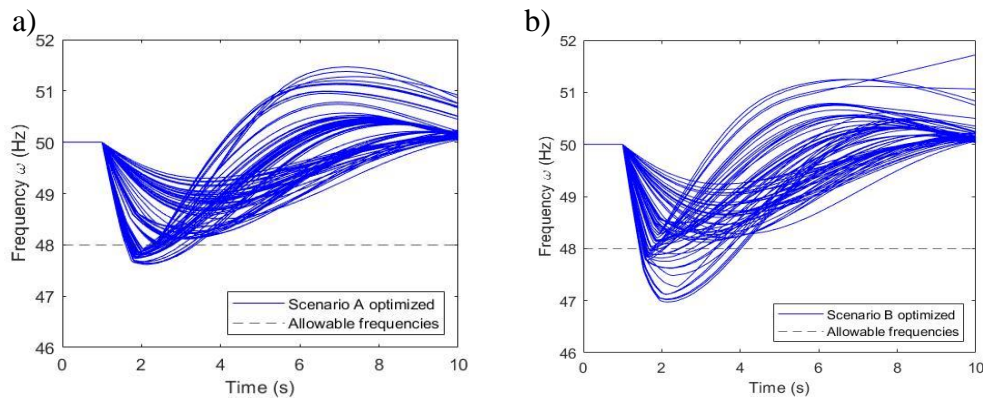 a)
52
51
50
49
48
47
46
Frequency ω (Hz)
0 2 4 6 8 10
Time (s)
Scenario A optimized
Allowable frequencies
b)
52
51
50
49
48
47
46
Frequency ω (Hz)
0 2 4 6 8 10
Time (s)
Scenario B optimized
Allowable frequencies